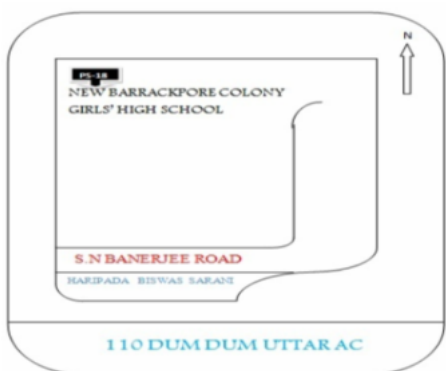 N
PS-18
NEW BARRACKPORE COLONY
GIRLS' HIGH SCHOOL
S.N BANERJEE ROAD
HARIPADA BISWAS SARANI
110 DUM DUM UTTAR AC